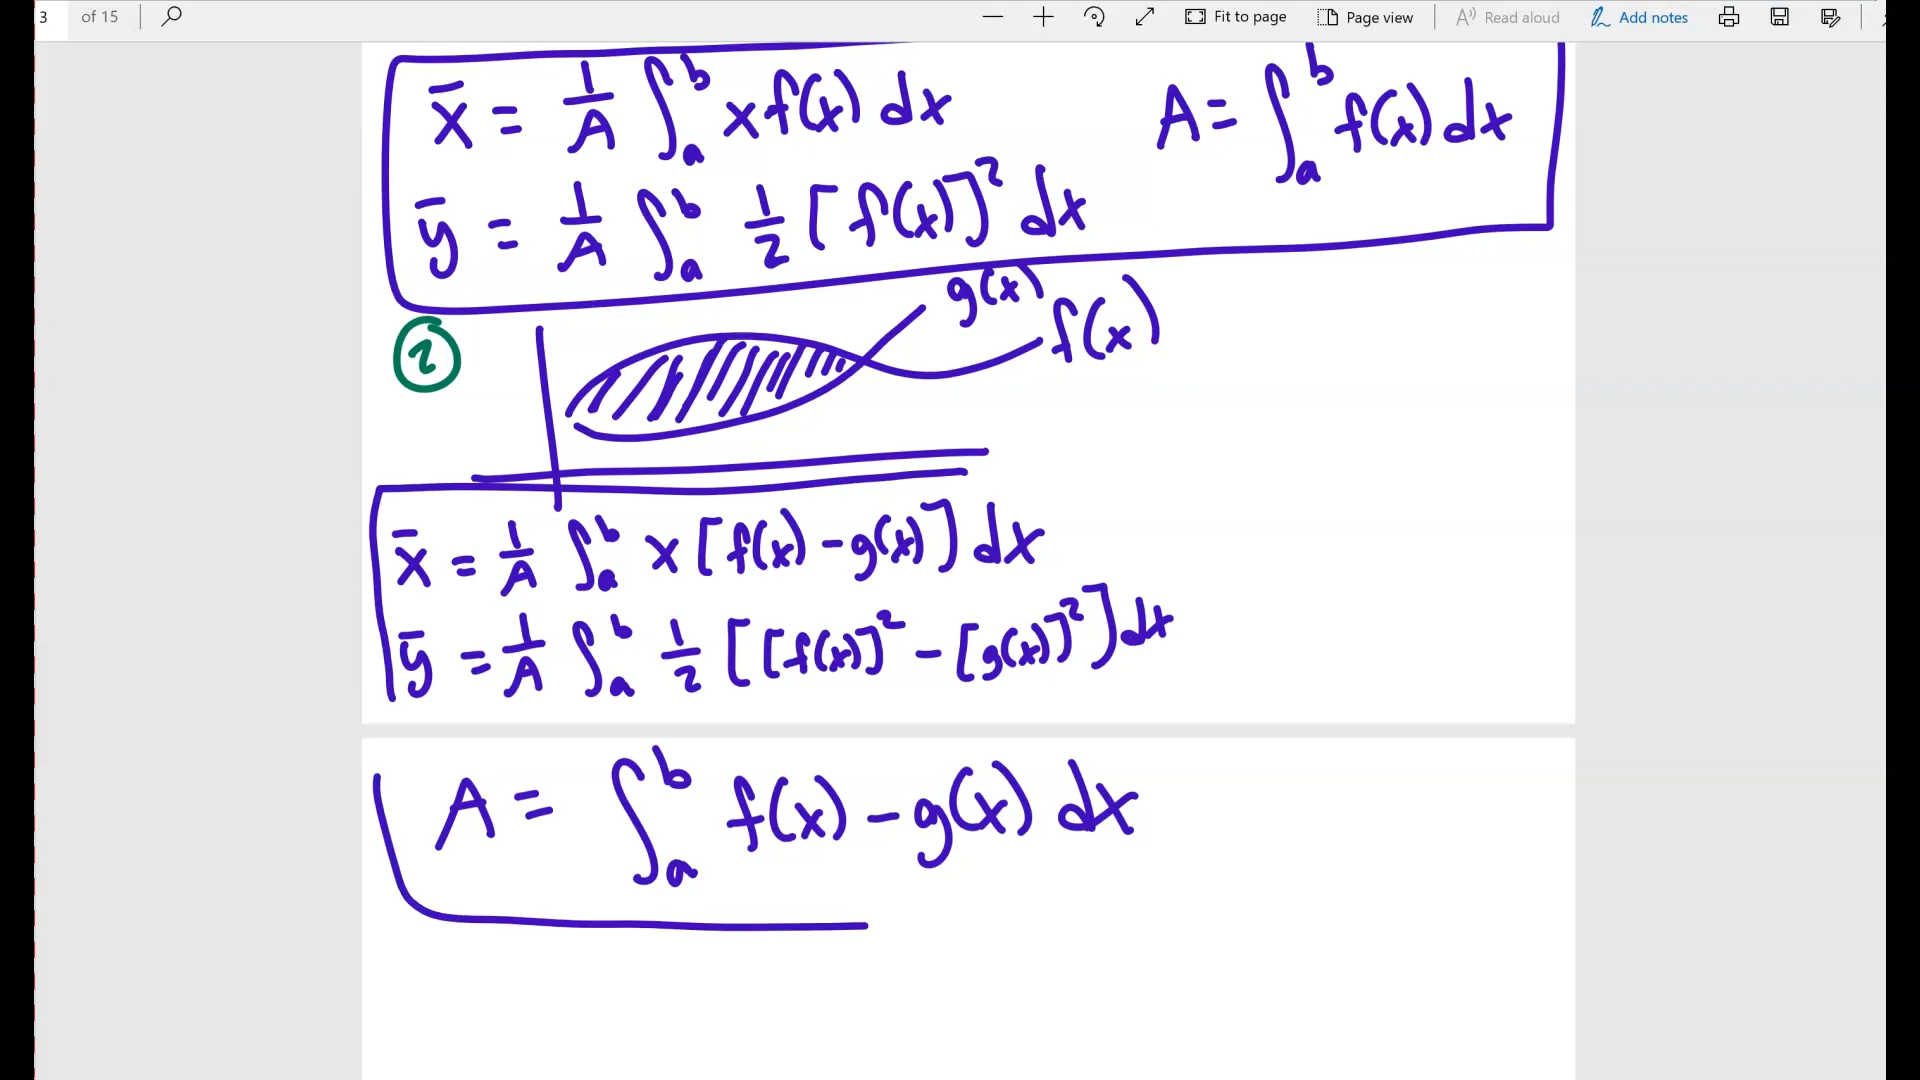 3 of 15 Fit to page Page view Read aloud Add notes
x̄ = 1/A ∫_a^b x f(x) dx A = ∫_a^b f(x) dx
ȳ = 1/A ∫_a^b 1/2 [f(x)]² dx
g(x)
2 f(x)
x̄ = 1/A ∫_a^b x [f(x) - g(x)] dx
ȳ = 1/A ∫_a^b 1/2 [[f(x)]² - [g(x)]²] dx
A = ∫_a^b f(x) - g(x) dx